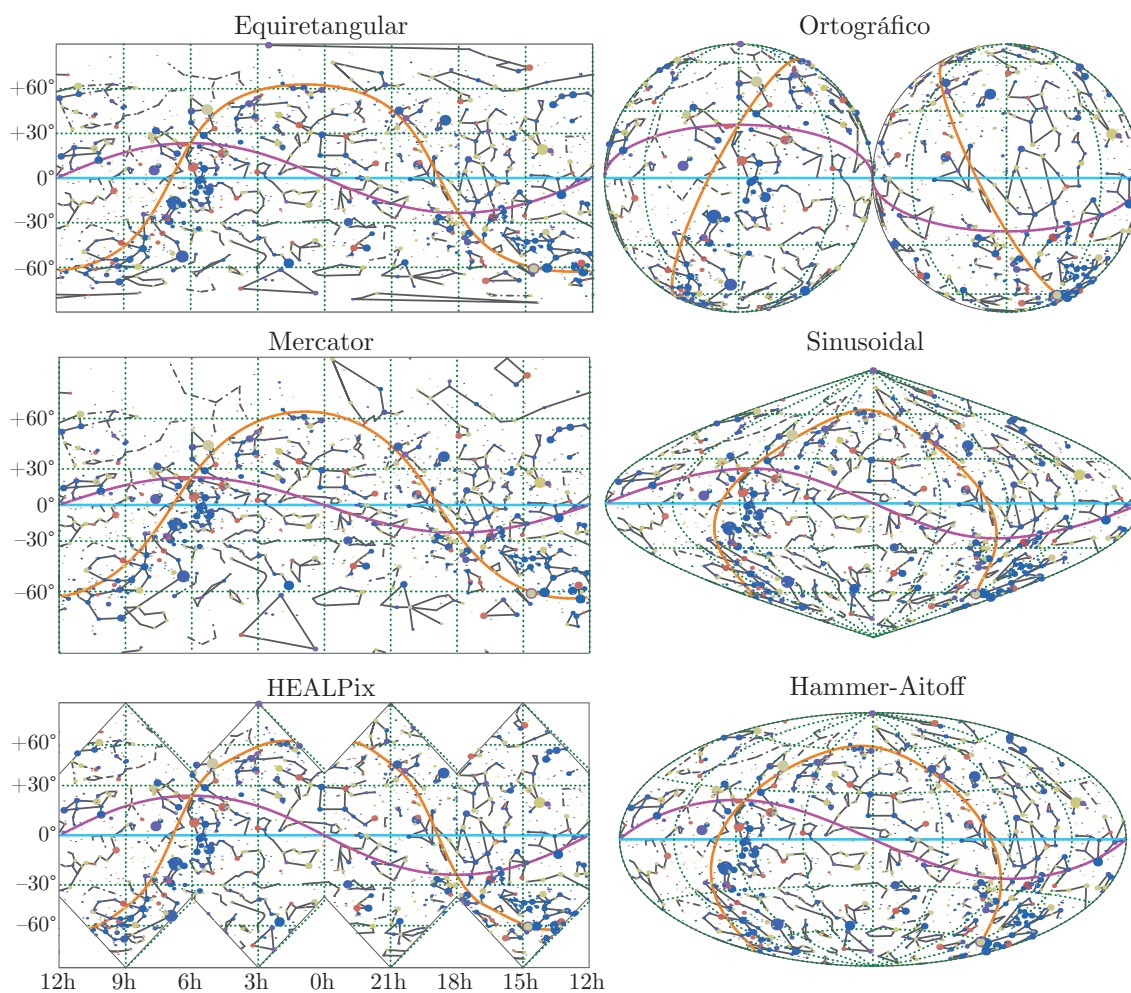 Equiretangular
Ortográfico
+60°
+30°
0°
−30°
−60°
Mercator
Sinusoidal
+60°
+30°
0
−30°
−60°
HEALPix
Hammer-Aitoff
+60°
+30°
0°
−30°
−60°
12h 9h 6h 3h 0h 21h 18h 15h 12h